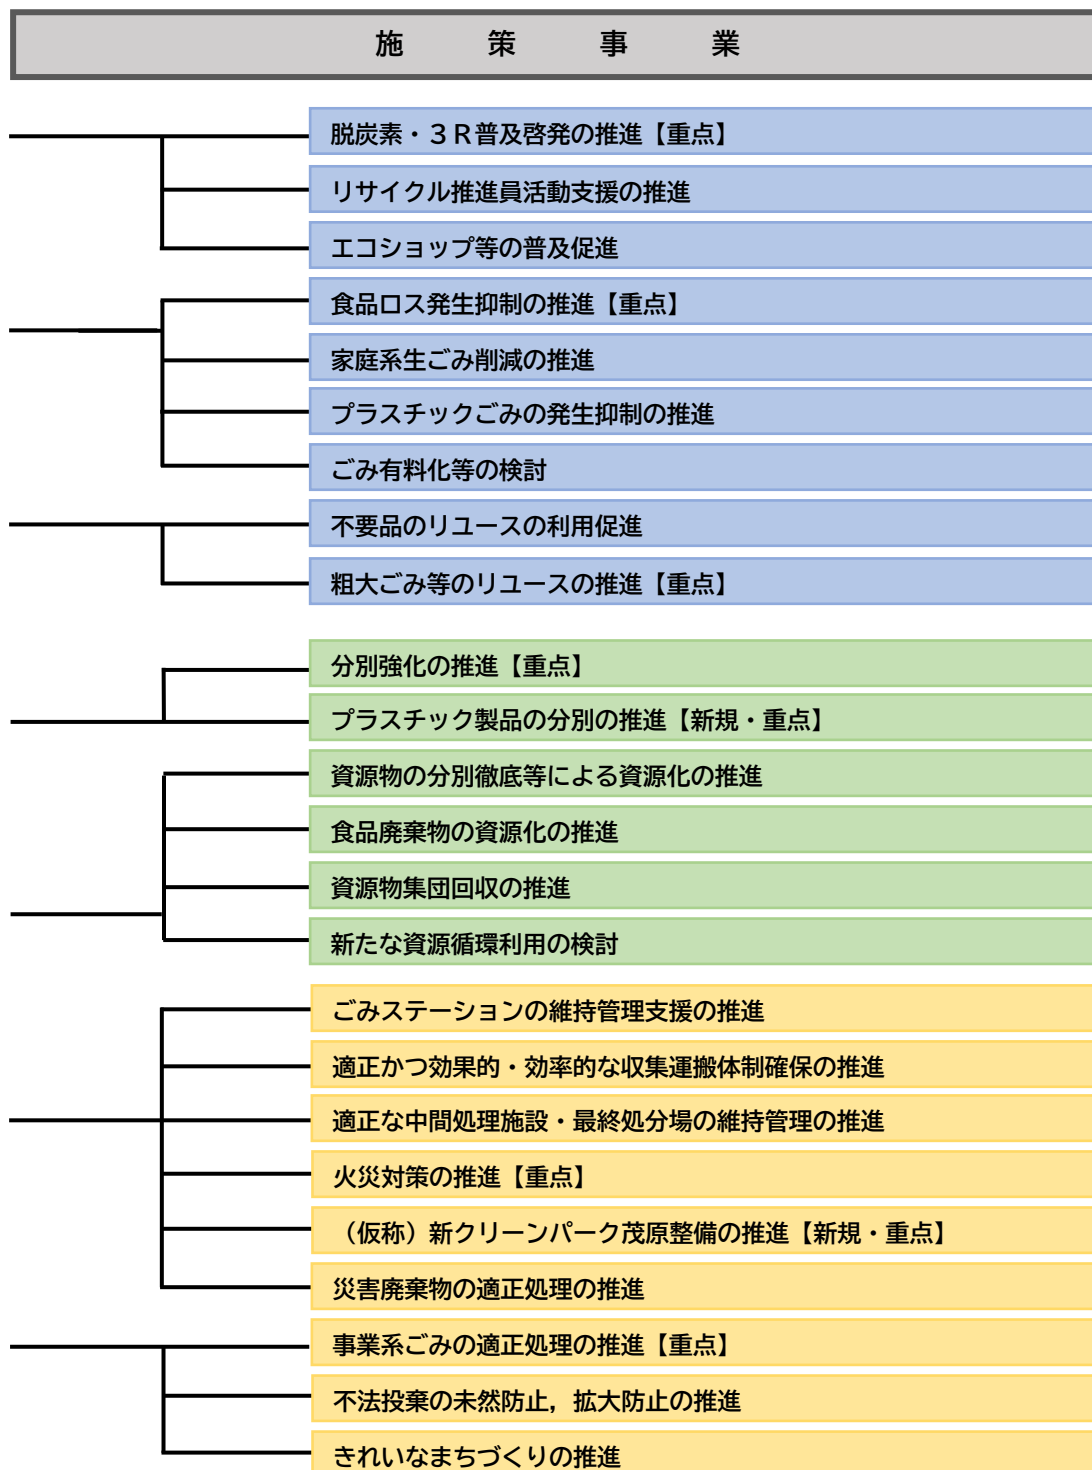 施策事業
脱炭素・３Ｒ普及啓発の推進【重点】
リサイクル推進員活動支援の推進
エコショップ等の普及促進
食品ロス発生抑制の推進【重点】
家庭系生ごみ削減の推進
プラスチックごみの発生抑制の推進
ごみ有料化等の検討
不要品のリユースの利用促進
粗大ごみ等のリユースの推進【重点】
分別強化の推進【重点】
プラスチック製品の分別の推進【新規・重点】
資源物の分別徹底等による資源化の推進
食品廃棄物の資源化の推進
資源物集団回収の推進
新たな資源循環利用の検討
ごみステーションの維持管理支援の推進
適正かつ効果的・効率的な収集運搬体制確保の推進
適正な中間処理施設・最終処分場の維持管理の推進
火災対策の推進【重点】
（仮称）新クリーンパーク茂原整備の推進【新規・重点】
災害廃棄物の適正処理の推進
事業系ごみの適正処理の推進【重点】
不法投棄の未然防止，拡大防止の推進
きれいなまちづくりの推進